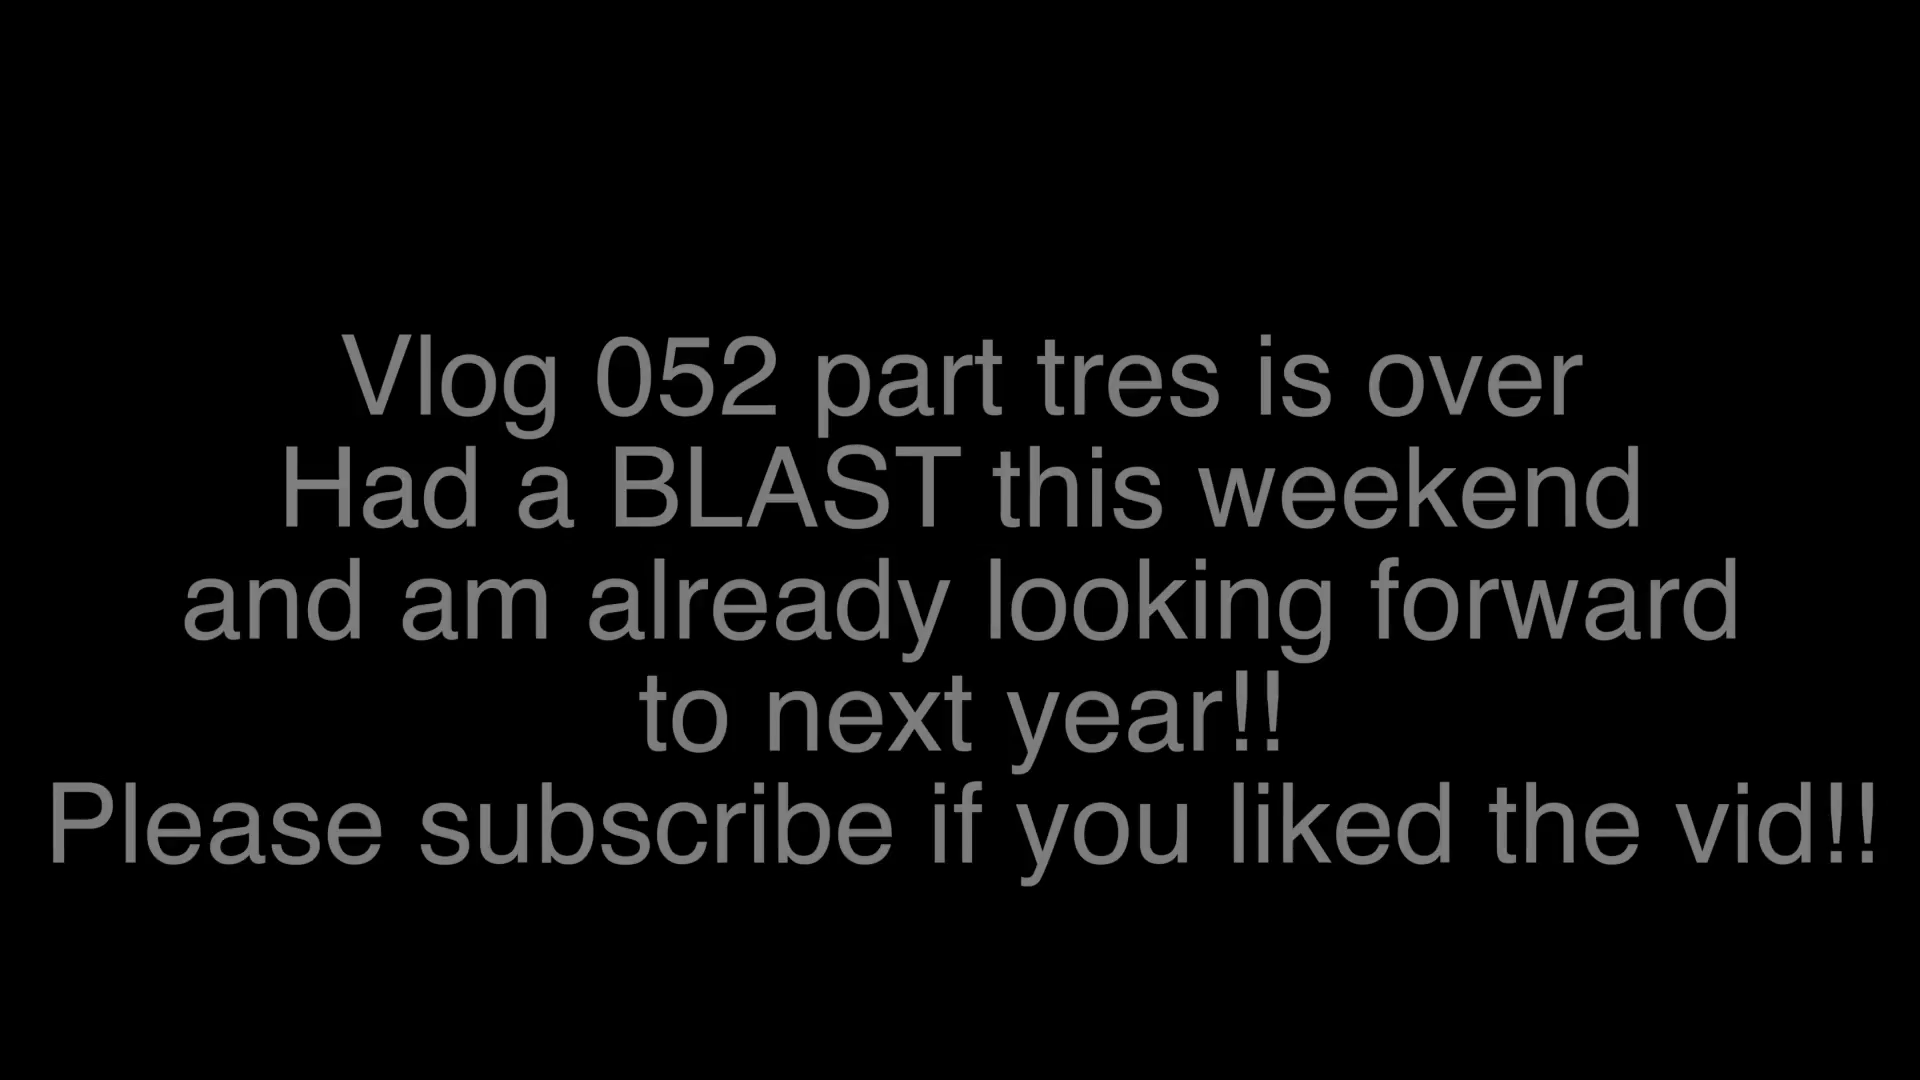 Vlog 052 part tres is over
Had a BLAST this weekend
and am already looking forward
to next year!!
Please subscribe if you liked the vid!!